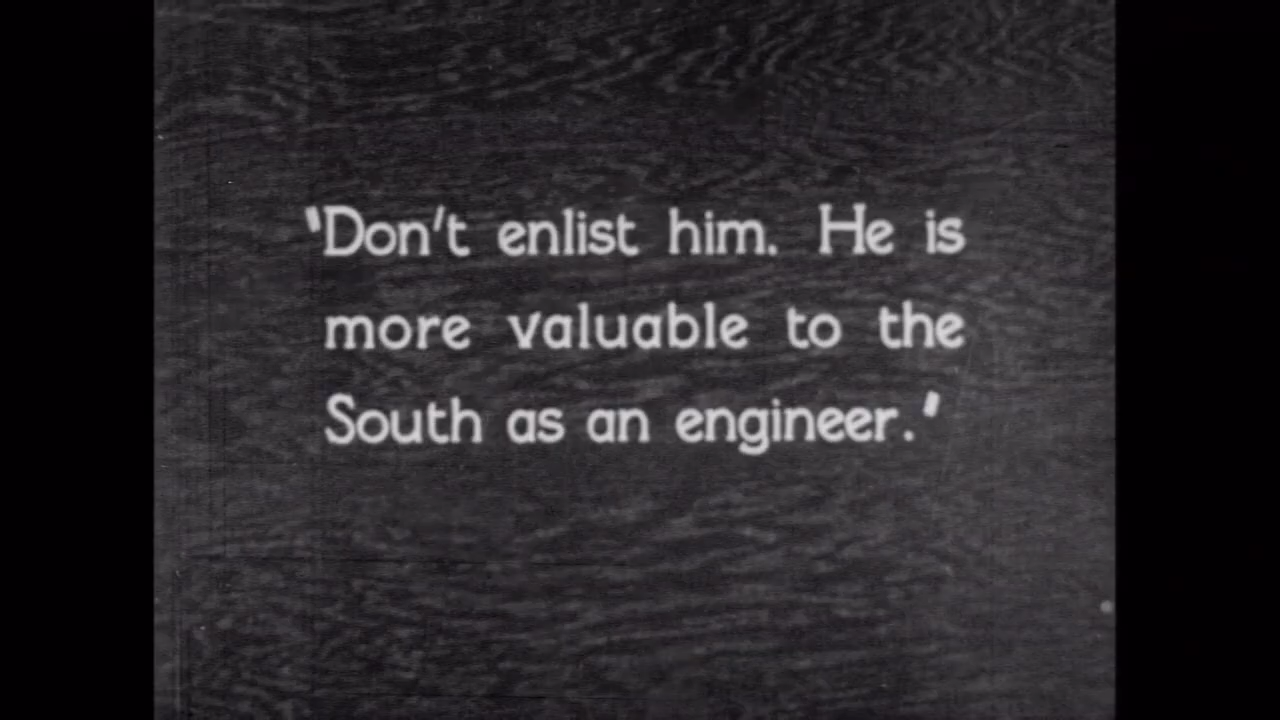 "Don't enlist him. He is
more valuable to the
South as an engineer."